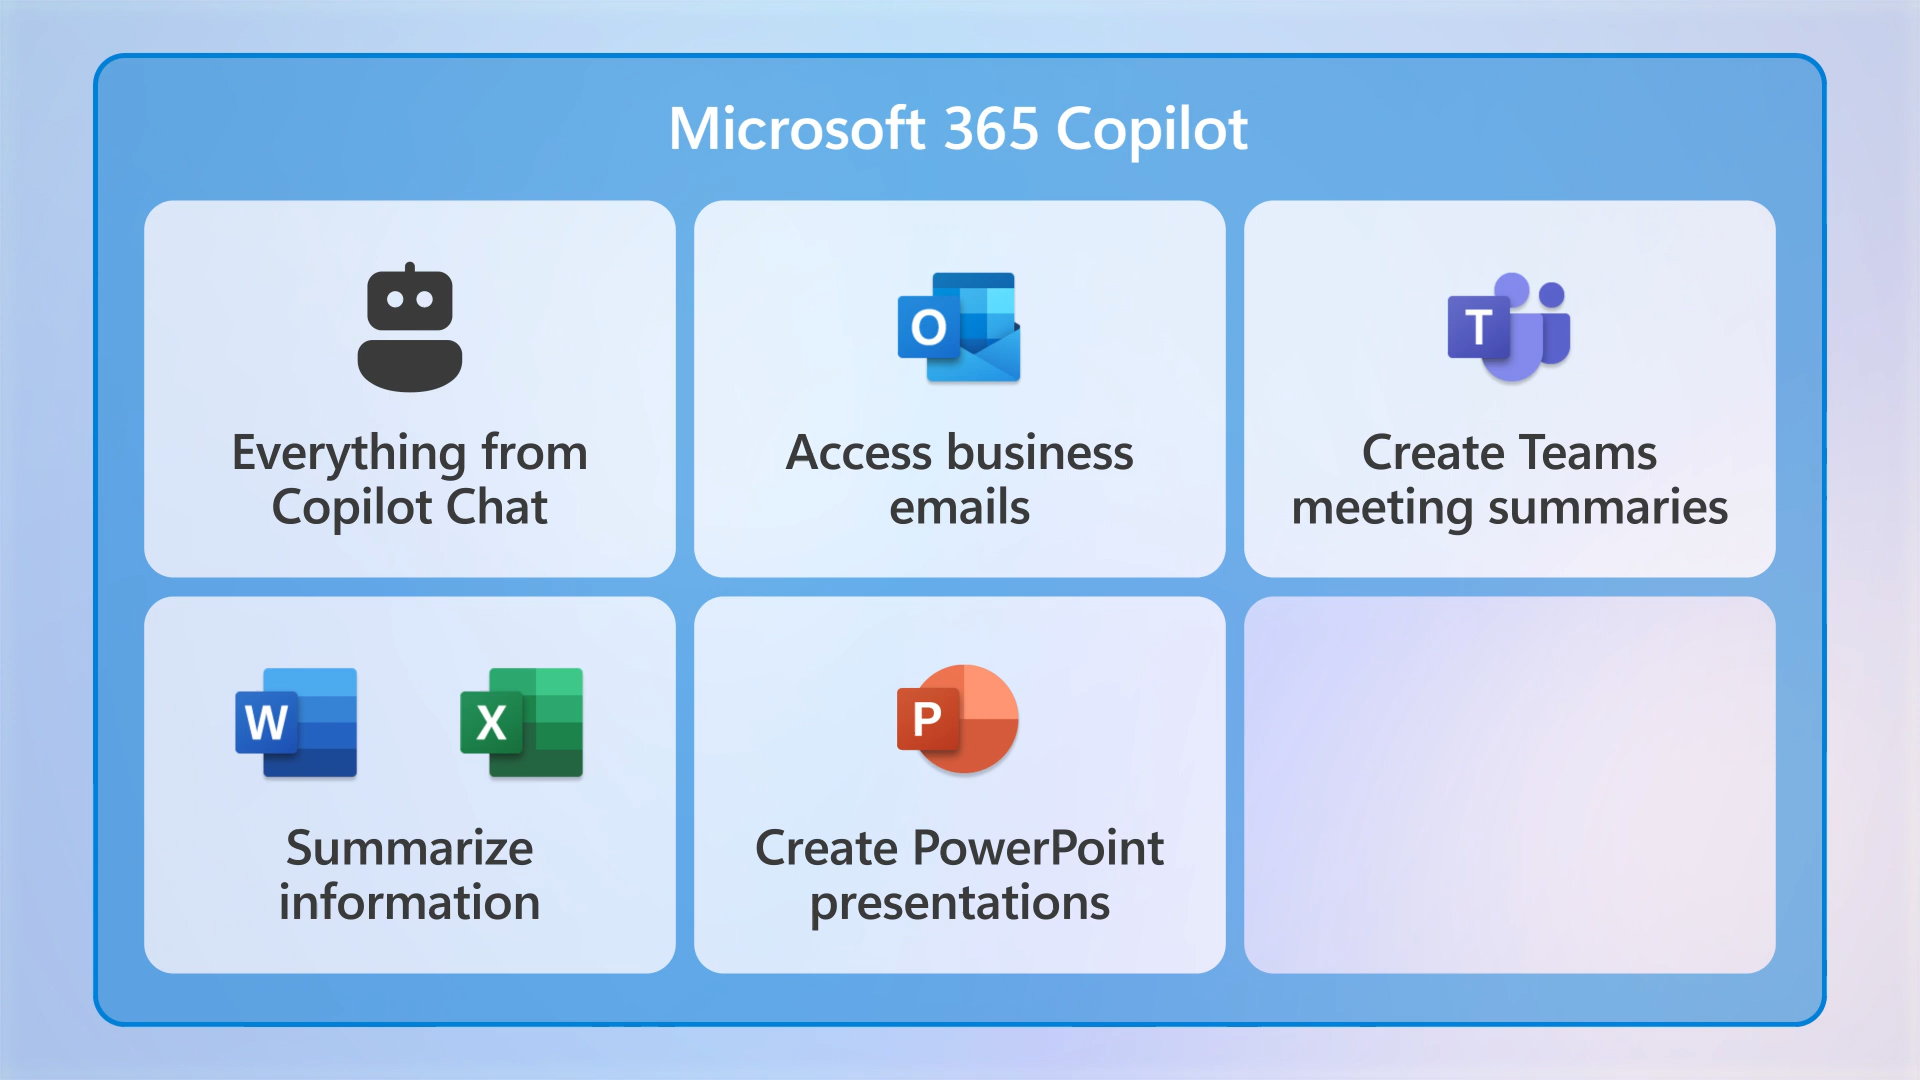 Microsoft 365 Copilot
Everything from
Copilot Chat
O
Access business
emails
T
Create Teams
meeting summaries
W
X
Summarize
information
P
Create PowerPoint
presentations